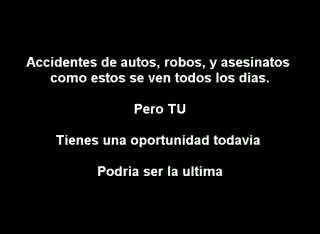 Accidentes de autos, robos, y asesinatos
como estos se ven todos los dias.
Pero TU
Tienes una oportunidad todavia
Podria ser la ultima